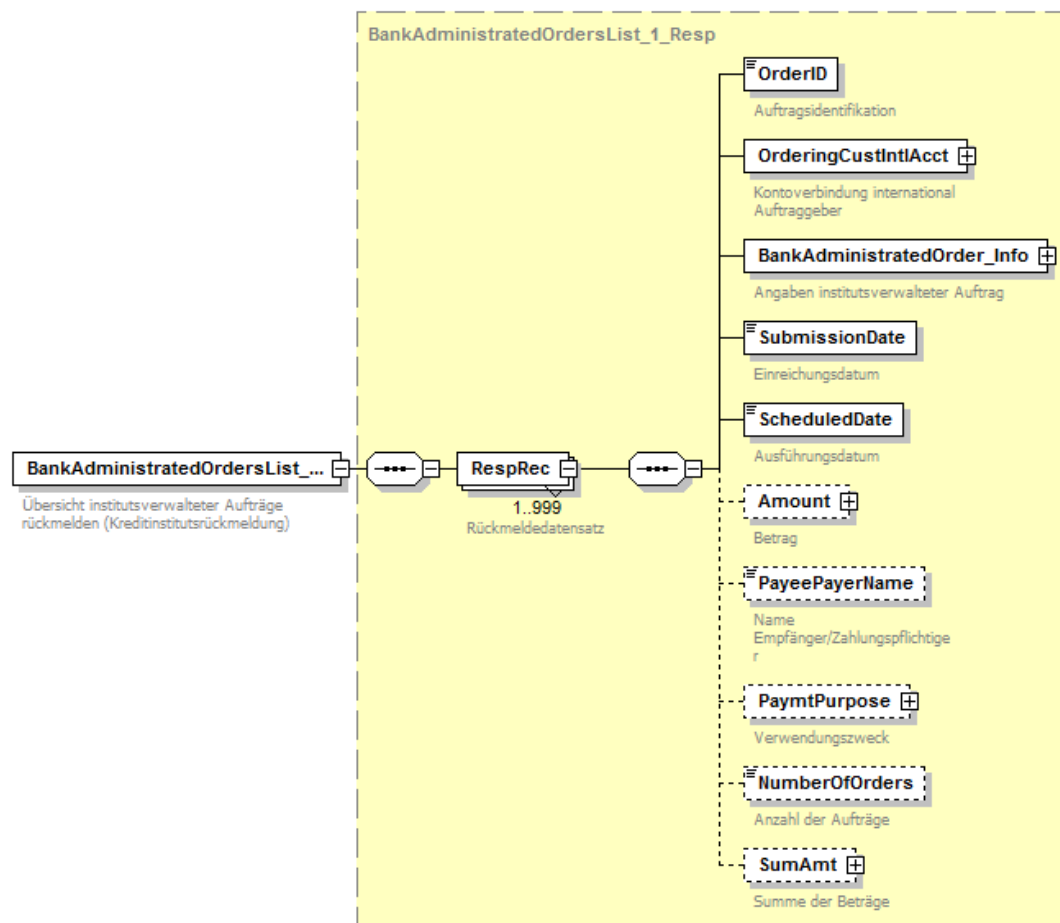 BankAdministratedOrdersList_1_Resp
OrderID
Auftragsidentifikation
OrderingCustIntlAcct
Kontoverbindung international
Auftraggeber
BankAdministratedOrder_Info
Angaben institutsverwalteter Auftrag
SubmissionDate
Einreichungsdatum
ScheduledDate
Ausführungsdatum
BankAdministratedOrdersList_...
Übersicht institutsverwalteter Aufträge
rückmelden (Kreditinstitutsrückmeldung)
RespRec
1..999
Rückmeldedatensatz
Amount
Betrag
PayeePayerName
Name
Empfänger/Zahlungspflichtige
r
PaymtPurpose
Verwendungszweck
NumberOfOrders
Anzahl der Aufträge
SumAmt
Summe der Beträge